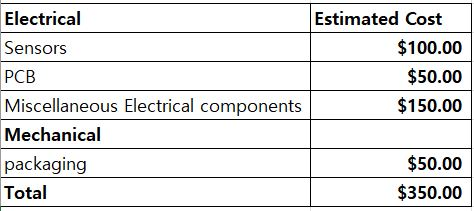 Electrical Estimated Cost
Sensors $100.00
PCB $50.00
Miscellaneous Electrical components $150.00
Mechanical
packaging $50.00
Total $350.00